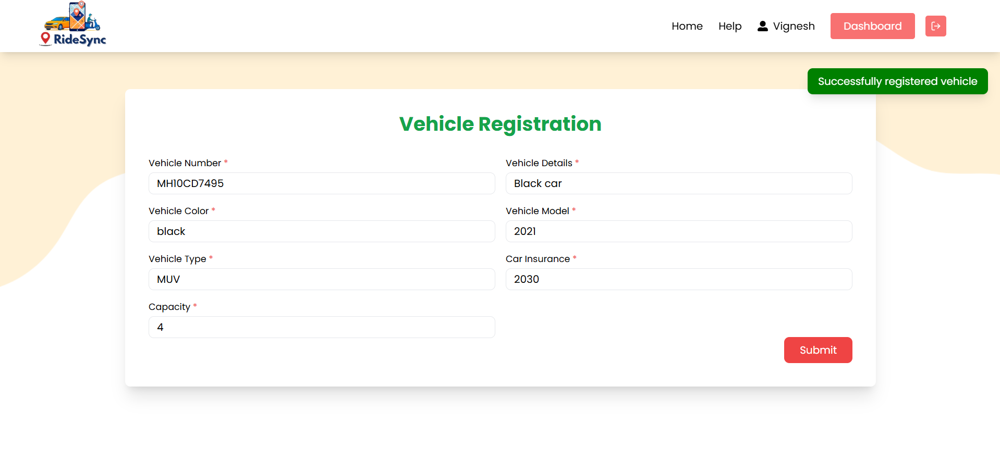 RideSync
Home Help Vignesh Dashboard
Successfully registered vehicle
Vehicle Registration
Vehicle Number * Vehicle Details *
MH10CD7495 Black car
Vehicle Color * Vehicle Model *
black 2021
Vehicle Type * Car Insurance *
MUV 2030
Capacity *
4
Submit